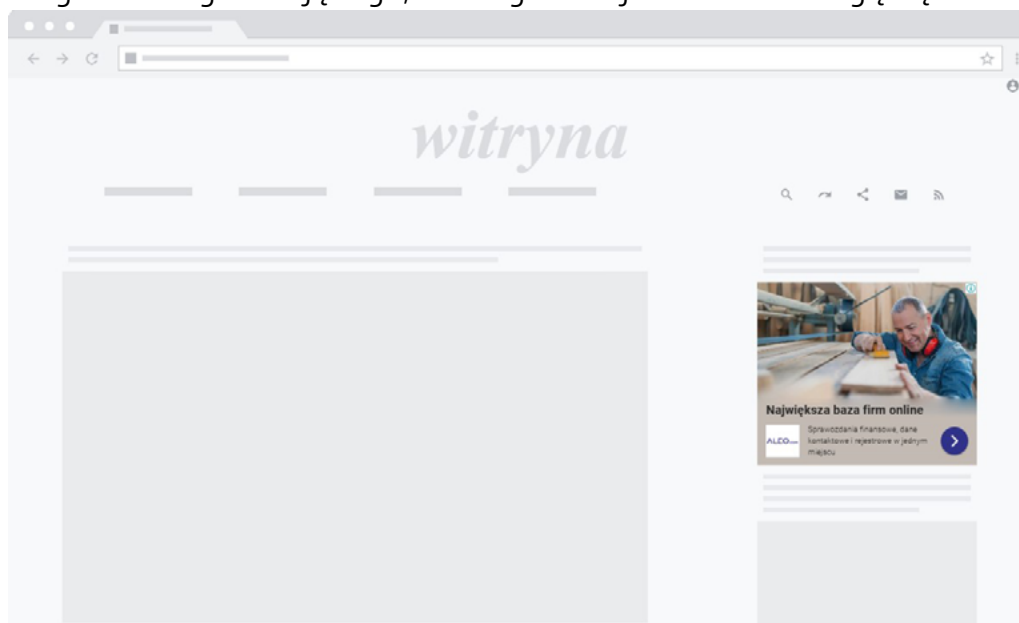 witryna
Największa baza firm online
ALEO
Sprawozdania finansowe, dane
kontaktowe i rejestrowe w jednym
miejscu